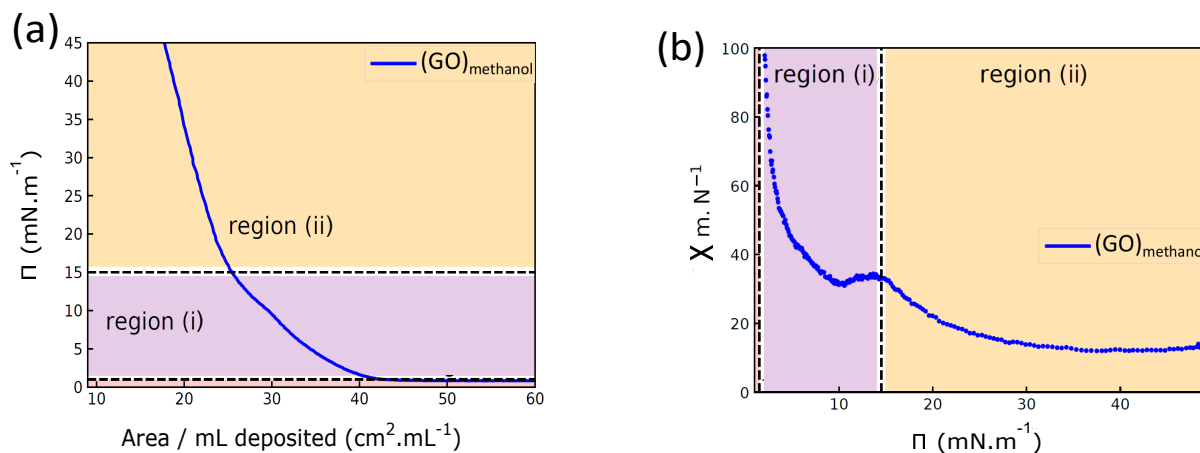 (a)
45
40
35
30
25
20
15
10
5
0
Π (mN.m⁻¹)
(GO)methanol
region (ii)
region (i)
10 20 30 40 50 60
Area / mL deposited (cm².mL⁻¹)
(b)
100
80
60
40
20
0
X m. N⁻¹
region (i) region (ii)
(GO)methanol
10 20 30 40
Π (mN.m⁻¹)